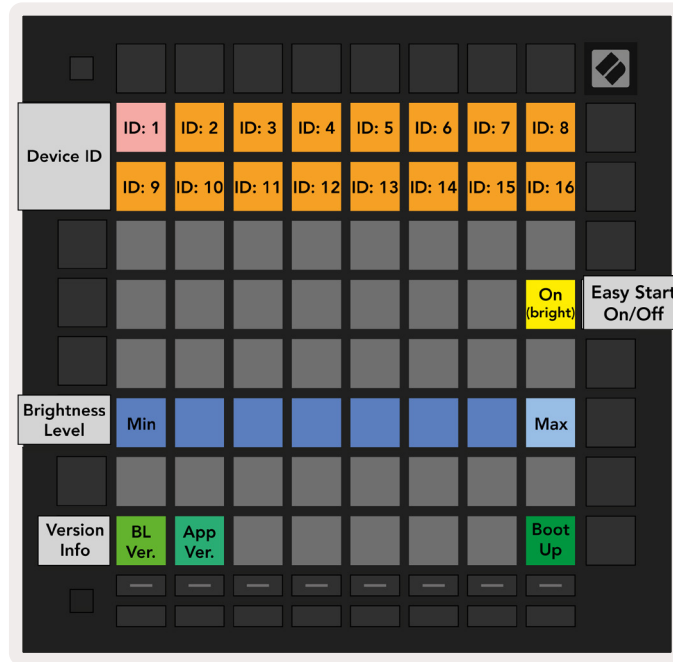 ID: 1 ID: 2 ID: 3 ID: 4 ID: 5 ID: 6 ID: 7 ID: 8
Device ID
ID: 9 ID: 10 ID: 11 ID: 12 ID: 13 ID: 14 ID: 15 ID: 16
On
(bright)
Easy Start
On/Off
Brightness
Level
Min
Max
Version
Info
BL
Ver.
App
Ver.
Boot
Up